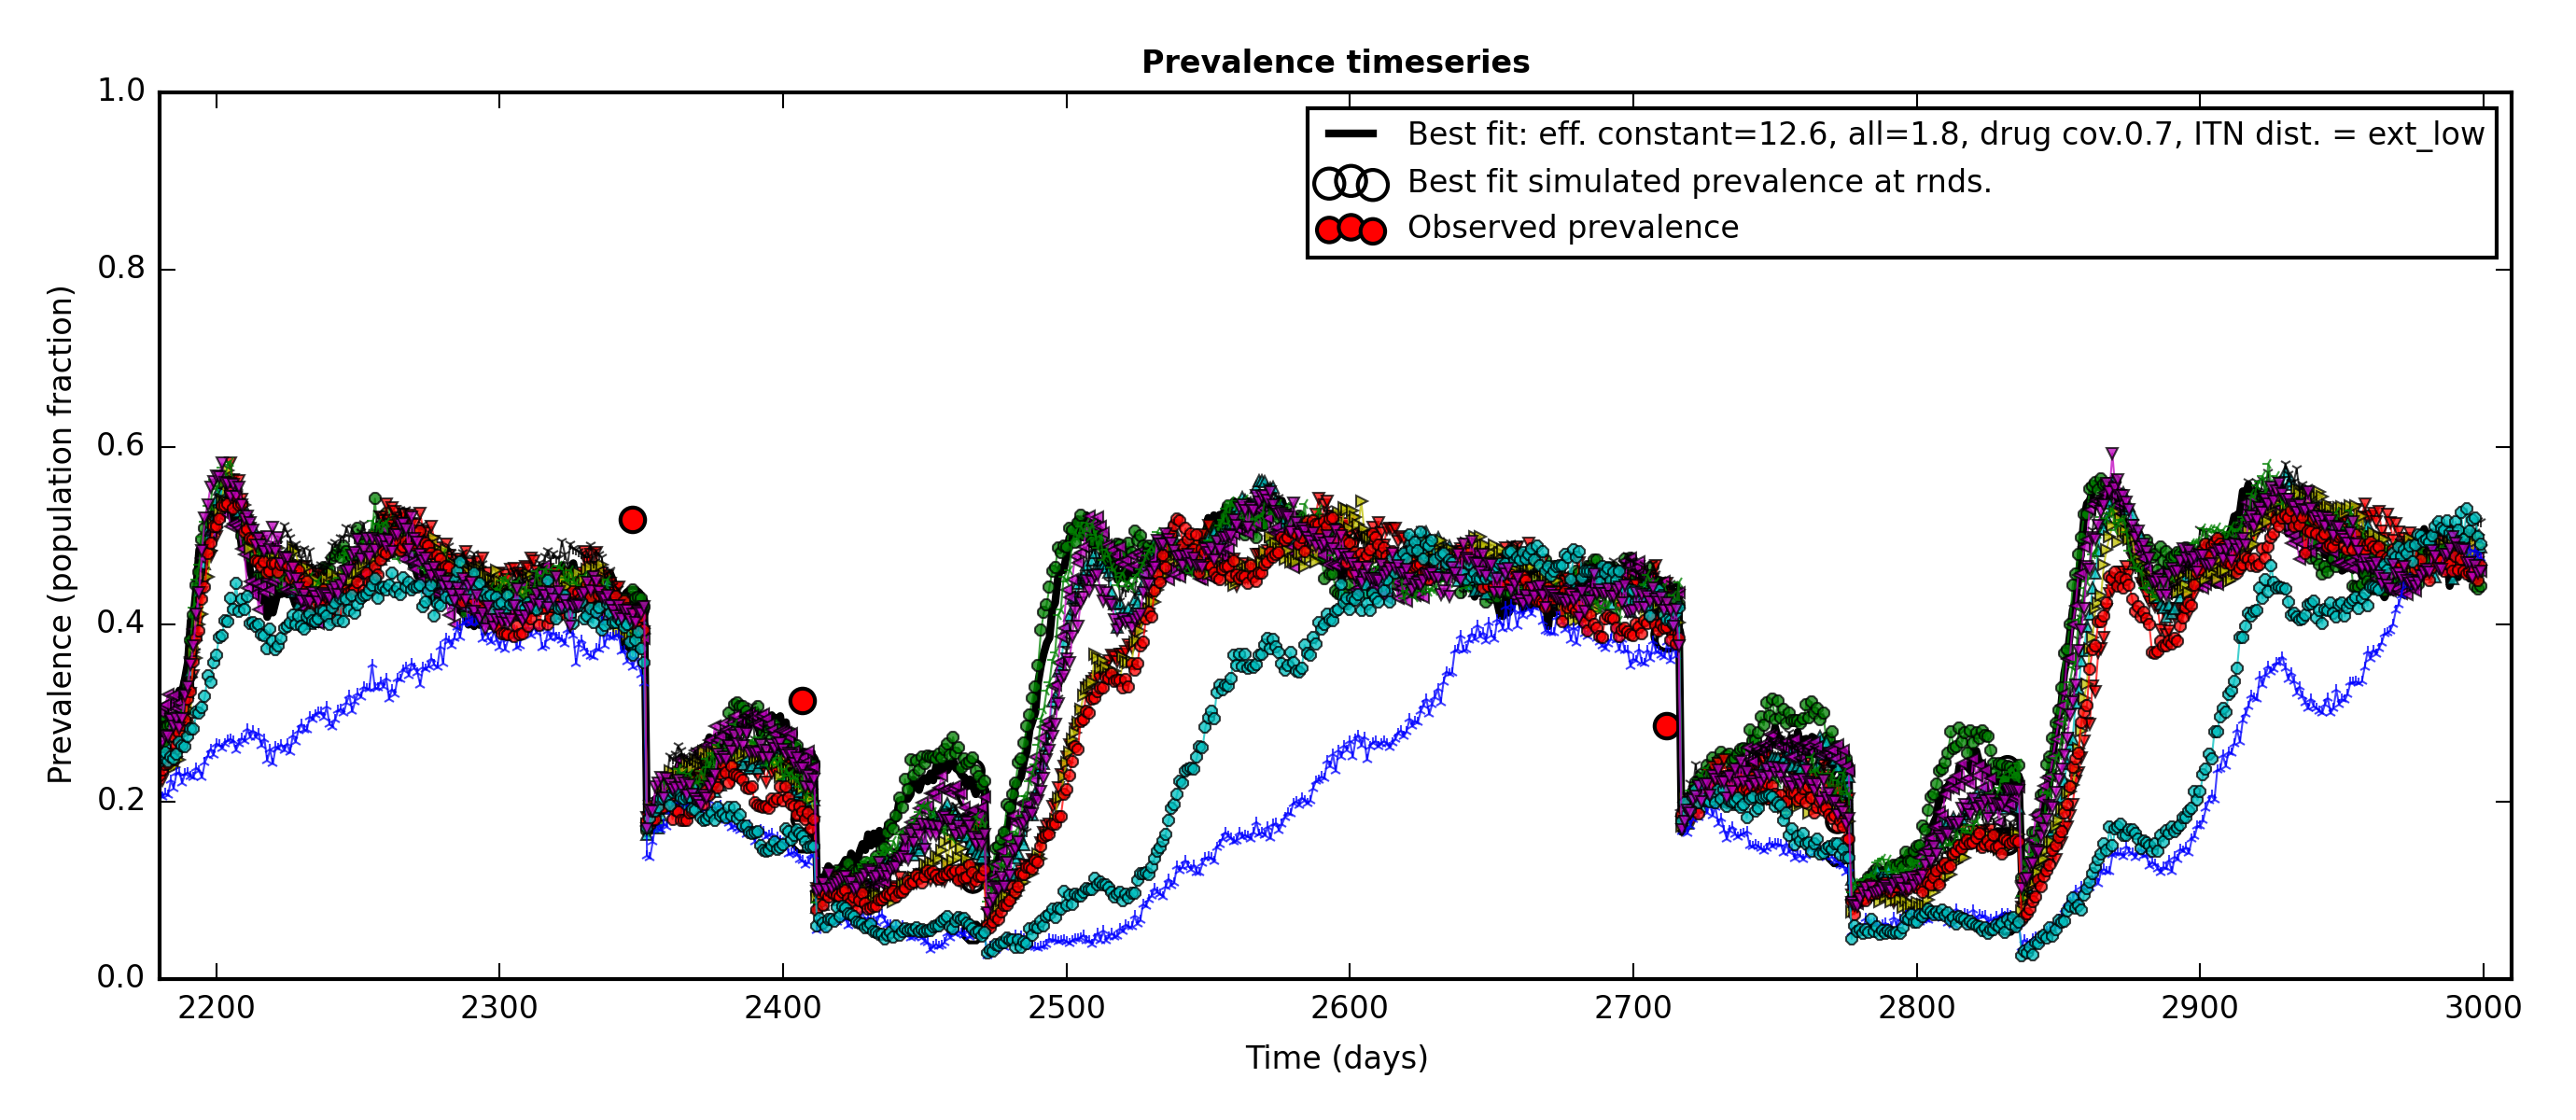 Prevalence timeseries
Best fit: eff. constant=12.6, all=1.8, drug cov.0.7, ITN dist. = ext_low
Best fit simulated prevalence at rnds.
Observed prevalence
Prevalence (population fraction)
1.0
0.8
0.6
0.4
0.2
0.0
2200 2300 2400 2500 2600 2700 2800 2900 3000
Time (days)